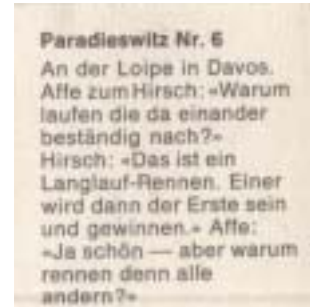 Paradieswitz Nr. 6
An der Loipe in Davos.
Affe zum Hirsch: «Warum
laufen die da einander
beständig nach?»
Hirsch: «Das ist ein
Langlauf-Rennen. Einer
wird dann der Erste sein
und gewinnen.» Affe:
«Ja schön — aber warum
rennen denn alle
andern?»